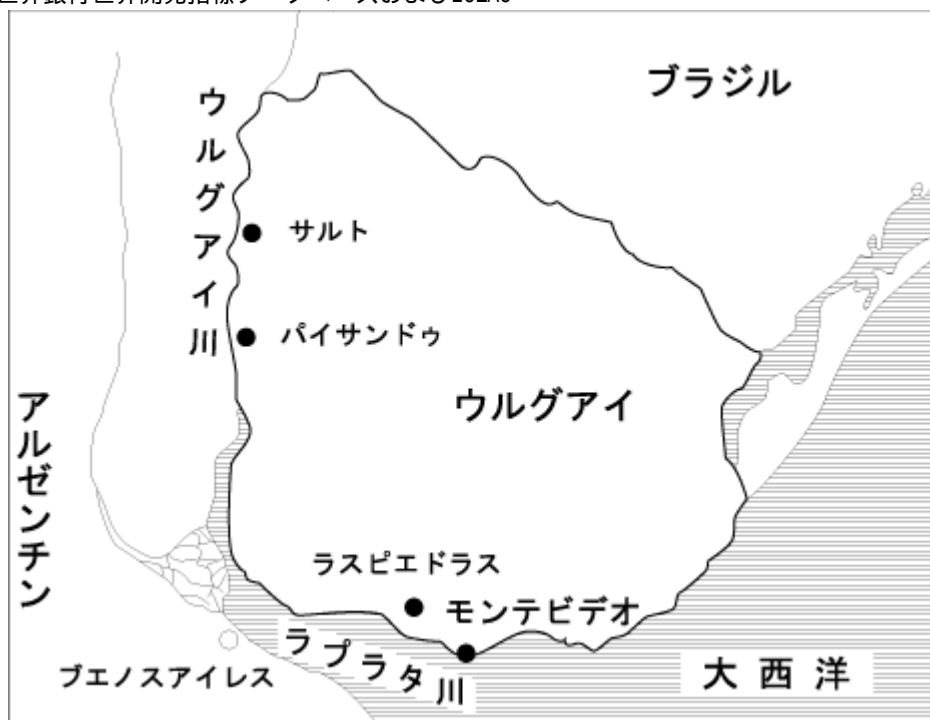 ブラジル
ウルグアイ川
サルト
パイサンドゥ
ウルグアイ
アルゼンチン
ラスピエドラス
モンテビデオ
ラプラタ川
ブエノスアイレス
大西洋